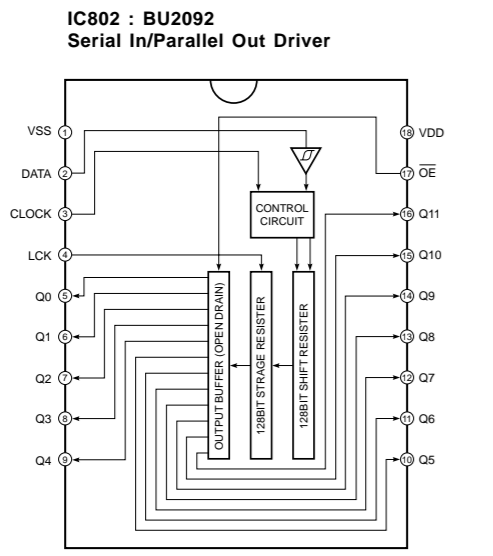 IC802 : BU2092
Serial In/Parallel Out Driver
VSS 1
DATA 2
CLOCK 3
LCK 4
Q0 5
Q1 6
Q2 7
Q3 8
Q4 9
18 VDD
17 OE
16 Q11
15 Q10
14 Q9
13 Q8
12 Q7
11 Q6
10 Q5
CONTROL
CIRCUIT
OUTPUT BUFFER (OPEN DRAIN)
128BIT STRAGE RESISTER
128BIT SHIFT RESISTER